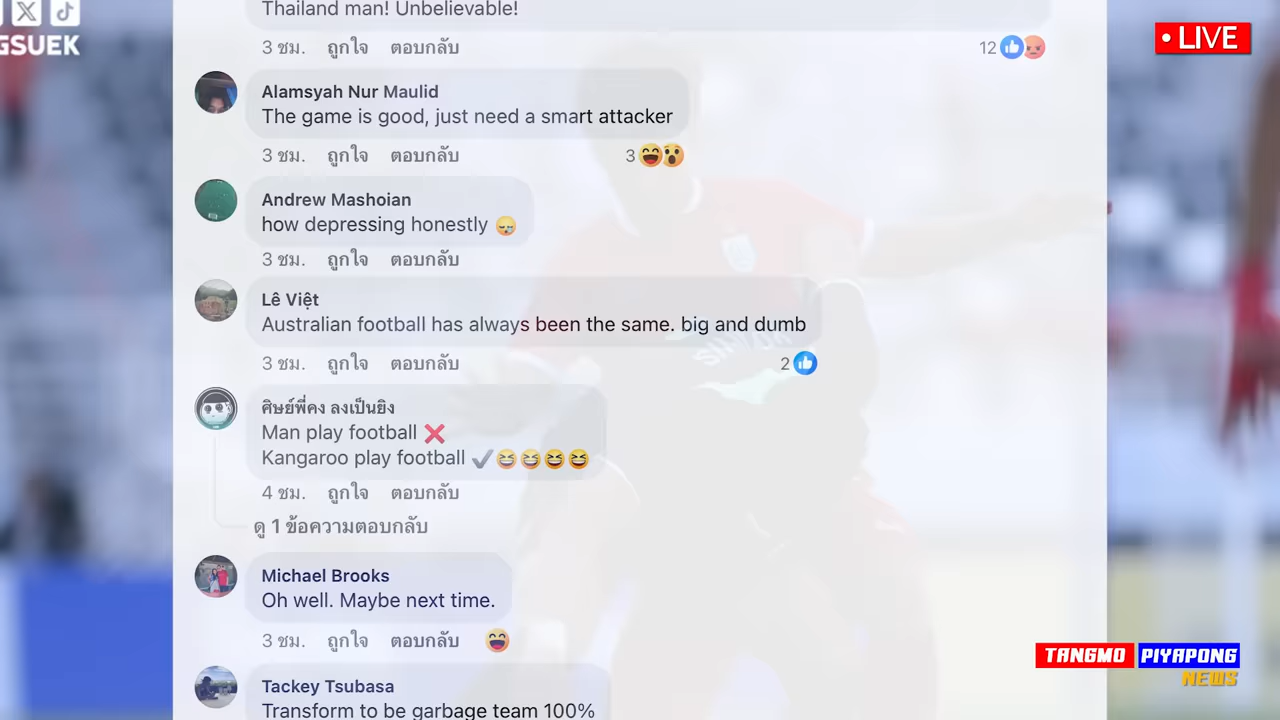 GSUEK
• LIVE
Thailand man! Unbelievable!
3 ชม. ถูกใจ ตอบกลับ 12
Alamsyah Nur Maulid
The game is good, just need a smart attacker
3 ชม. ถูกใจ ตอบกลับ 3
Andrew Mashoian
how depressing honestly 😪
3 ชม. ถูกใจ ตอบกลับ
Lê Việt
Australian football has always been the same. big and dumb
3 ชม. ถูกใจ ตอบกลับ 2
ศิษย์พี่คง ลงเป็นยิง
Man play football ❌
Kangaroo play football ✔️😆😆😆😆
4 ชม. ถูกใจ ตอบกลับ
ดู 1 ข้อความตอบกลับ
Michael Brooks
Oh well. Maybe next time.
3 ชม. ถูกใจ ตอบกลับ
Tackey Tsubasa
Transform to be garbage team 100%
TANGMO PIYAPONG
NEWS